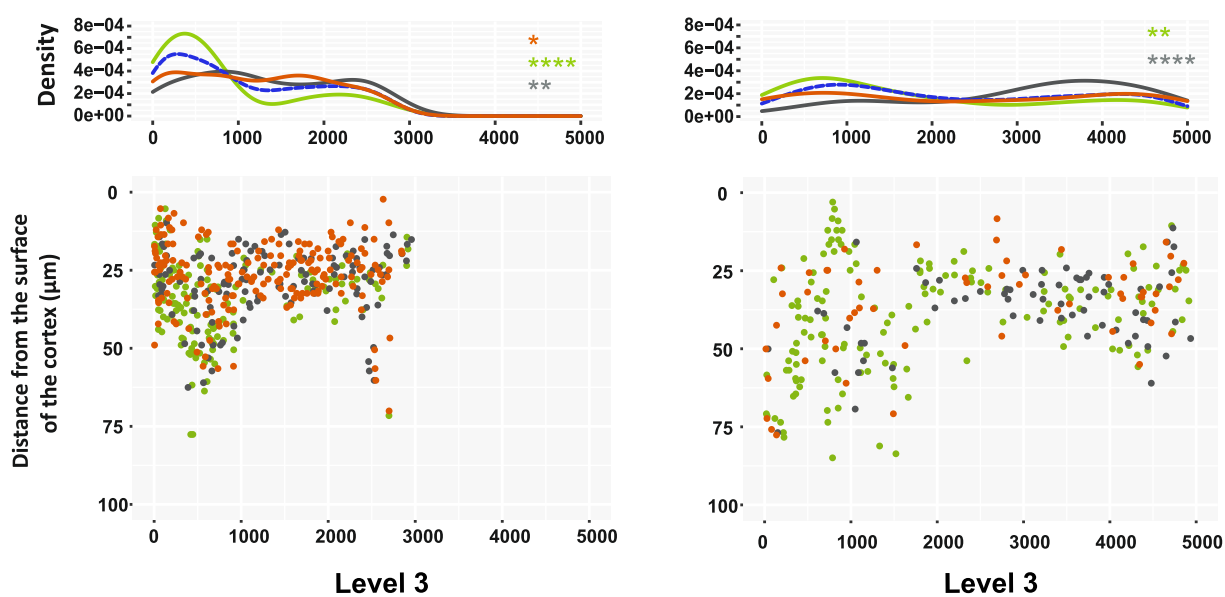 Density
8e−04
6e−04
4e−04
2e−04
0e+00
*
****
**
0 1000 2000 3000 4000 5000
8e−04
6e−04
4e−04
2e−04
0e+00
**
****
0 1000 2000 3000 4000 5000
Distance from the surface
of the cortex (μm)
0
25
50
75
100
0 1000 2000 3000 4000 5000
Level 3
0
25
50
75
100
0 1000 2000 3000 4000 5000
Level 3